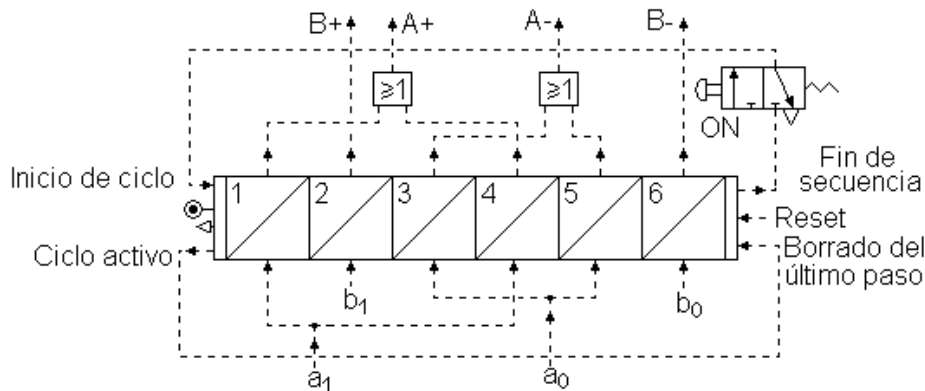 B+ A+ A- B-
≥1 ≥1
ON
Inicio de ciclo
1 2 3 4 5 6
Fin de
secuencia
Reset
Ciclo activo
Borrado del
último paso
b1 b0
a1 a0